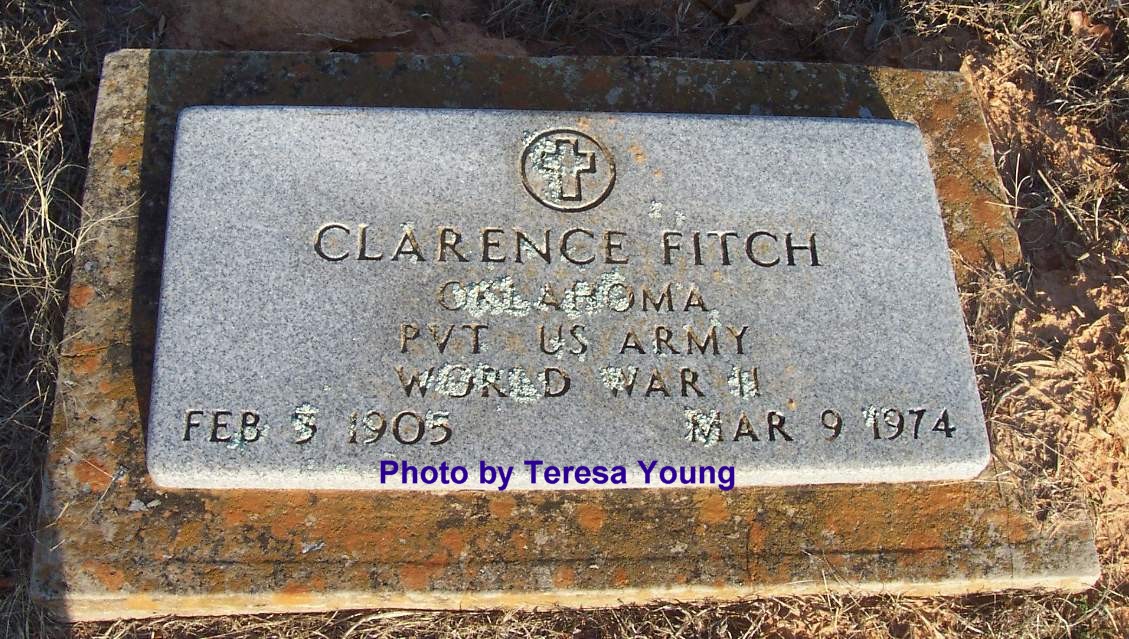 CLARENCE FITCH
OKLAHOMA
PVT US ARMY
WORLD WAR II
FEB 5 1905 MAR 9 1974
Photo by Teresa Young